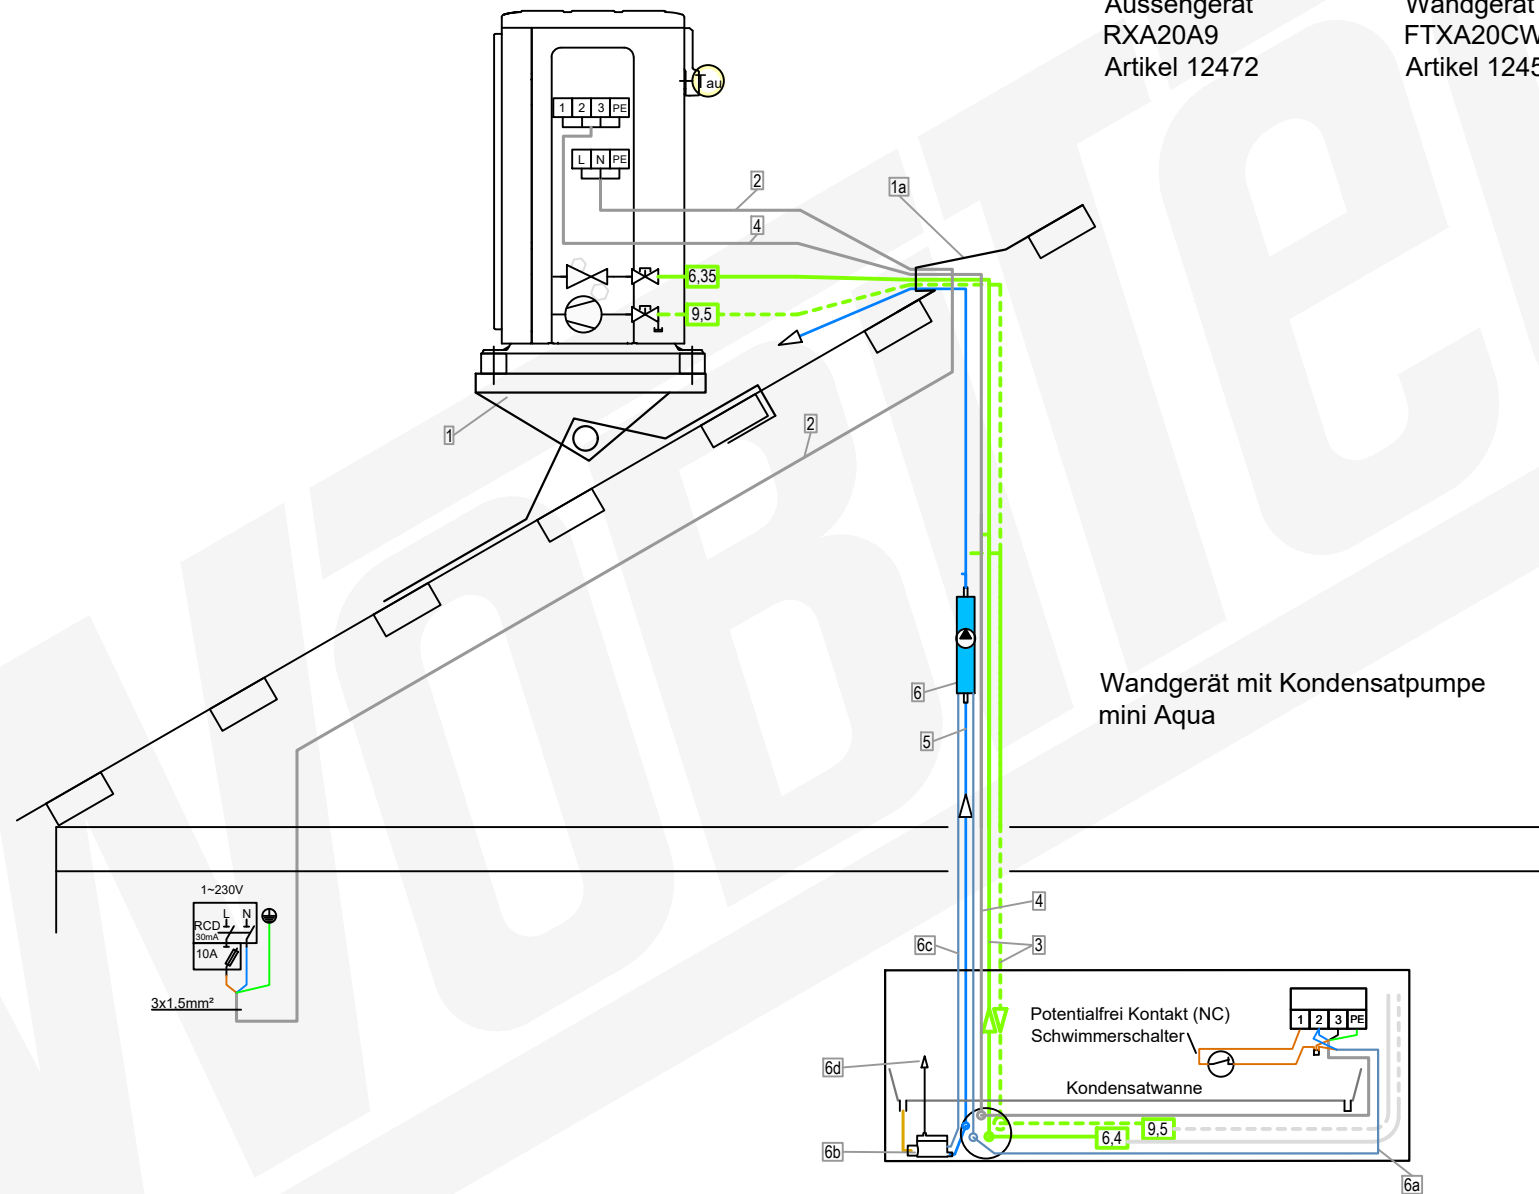 Aussengerät
RXA20A9
Artikel 12472
Wandgerät
FTXA20CW
Artikel 1245
Tau
1 2 3 PE
L N PE
2
1a
4
6,35
9,5
1
2
6
Wandgerät mit Kondensatpumpe
mini Aqua
5
1~230V
L N
RCD
30mA
10A
3x1,5mm²
4
6c
3
Potentialfrei Kontakt (NC)
Schwimmerschalter
1 2 3 PE
6d
Kondensatwanne
9,5
6,4
6b
6a
WOBITE